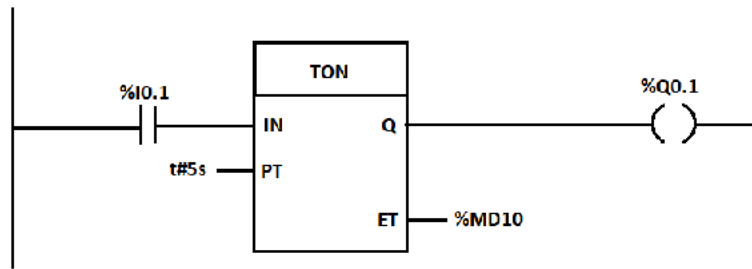 TON
%I0.1
%Q0.1
IN
Q
t#5s
PT
ET
%MD10